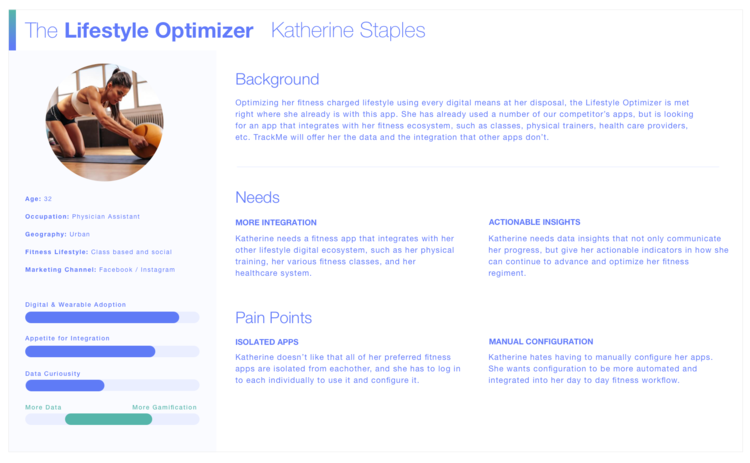 The Lifestyle Optimizer Katherine Staples
Age: 32
Occupation: Physician Assistant
Geography: Urban
Fitness Lifestyle: Class based and social
Marketing Channel: Facebook / Instagram
Digital & Wearable Adoption
Appetite for Integration
Data Curiousity
More Data More Gamification
Background
Optimizing her fitness charged lifestyle using every digital means at her disposal, the Lifestyle Optimizer is met
right where she already is with this app. She has already used a number of our competitor's apps, but is looking
for an app that integrates with her fitness ecosystem, such as classes, physical trainers, health care providers,
etc. TrackMe will offer her the data and the integration that other apps don't.
Needs
MORE INTEGRATION
Katherine needs a fitness app that integrates with her
other lifestyle digital ecosystem, such as her physical
training, her various fitness classes, and her
healthcare system.
ACTIONABLE INSIGHTS
Katherine needs data insights that not only communicate
her progress, but give her actionable indicators in how she
can continue to advance and optimize her fitness
regiment.
Pain Points
ISOLATED APPS
Katherine doesn't like that all of her preferred fitness
apps are isolated from eachother, and she has to log in
to each individually to use it and configure it.
MANUAL CONFIGURATION
Katherine hates having to manually configure her apps.
She wants configuration to be more automated and
integrated into her day to day fitness workflow.